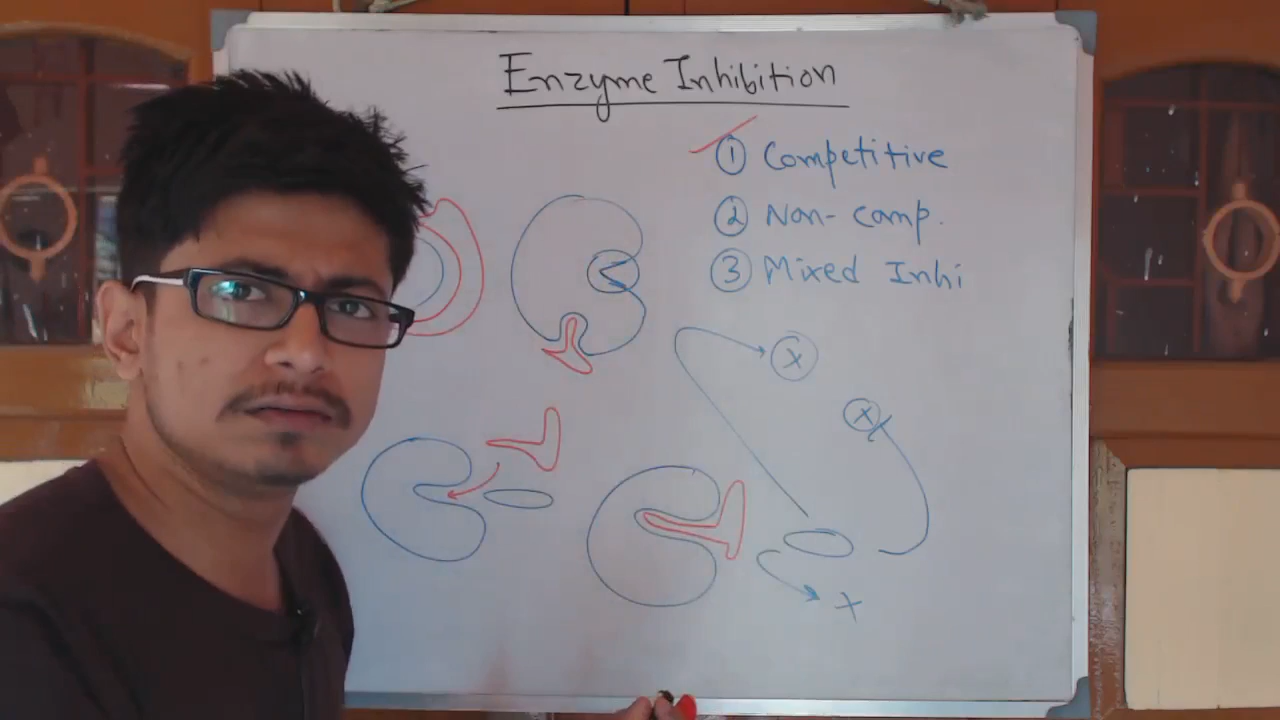 Enzyme Inhibition
① Competitive
② Non-comp.
③ Mixed Inhi
x
x
x